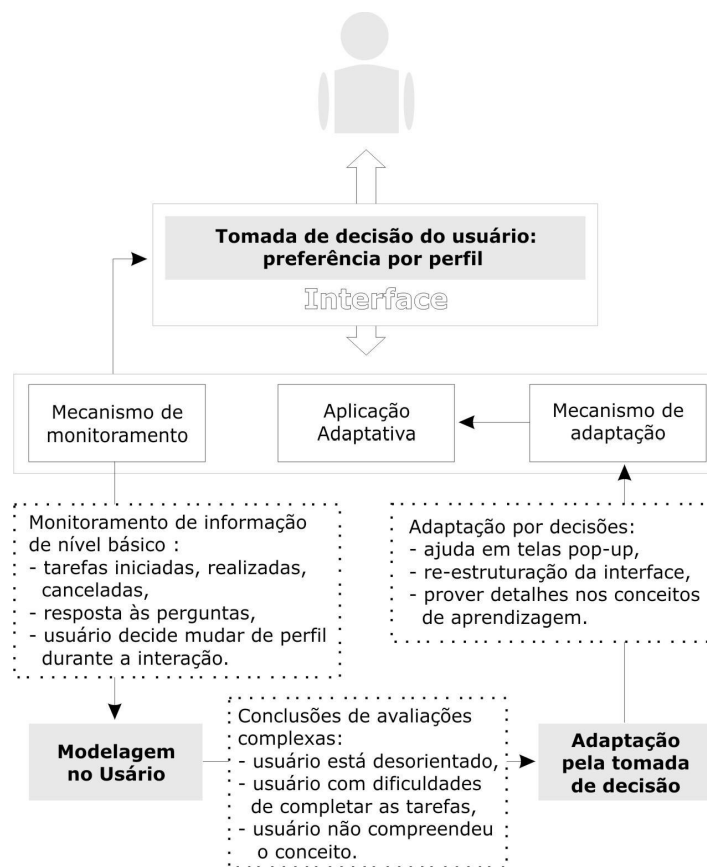 Tomada de decisão do usuário:
preferência por perfil
Interface
Mecanismo de
monitoramento
Aplicação
Adaptativa
Mecanismo de
adaptação
Monitoramento de informação
de nível básico :
- tarefas iniciadas, realizadas,
canceladas,
- resposta às perguntas,
- usuário decide mudar de perfil
durante a interação.
Adaptação por decisões:
- ajuda em telas pop-up,
- re-estruturação da interface,
- prover detalhes nos conceitos
de aprendizagem.
Modelagem
no Usário
Conclusões de avaliações
complexas:
- usuário está desorientado,
- usuário com dificuldades
de completar as tarefas,
- usuário não compreendeu
o conceito.
Adaptação
pela tomada
de decisão